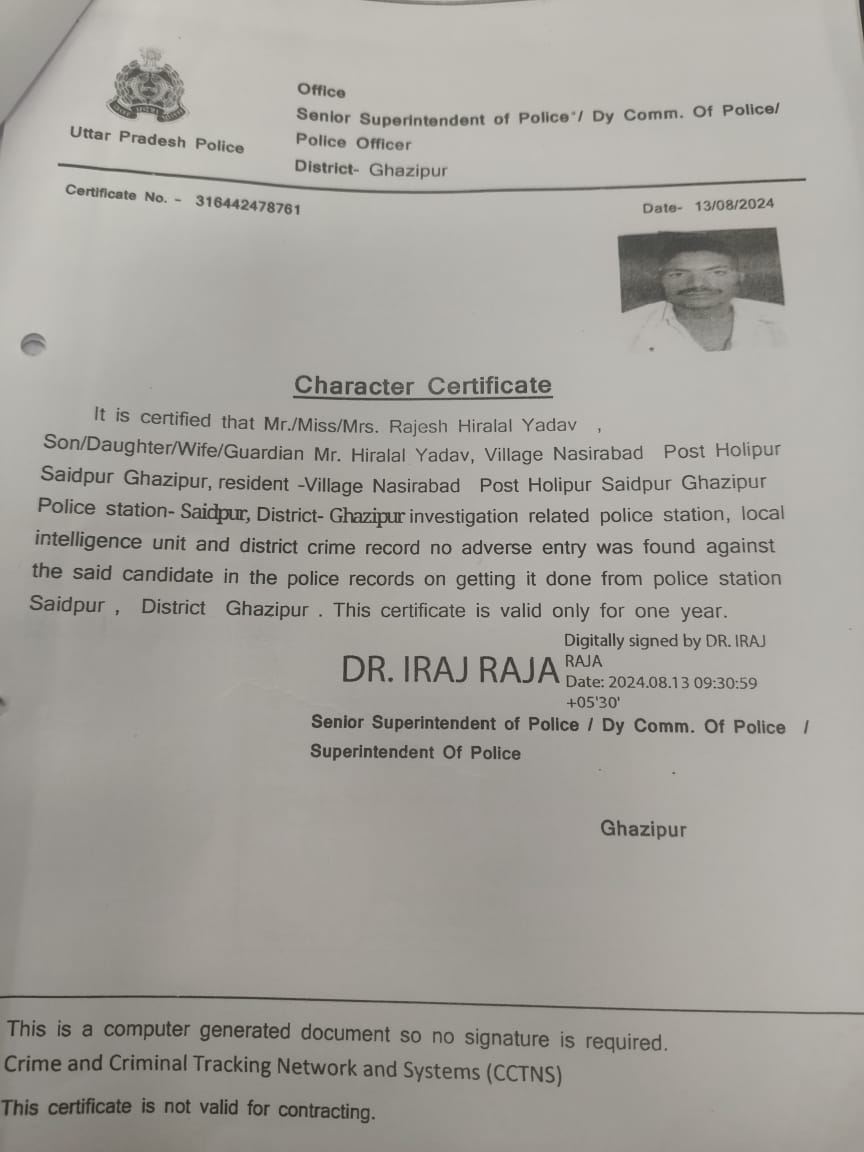 Uttar Pradesh Police
Office
Senior Superintendent of Police / Dy Comm. Of Police/
Police Officer
District- Ghazipur
Certificate No. - 316442478761
Date- 13/08/2024
Character Certificate
It is certified that Mr./Miss/Mrs. Rajesh Hiralal Yadav ,
Son/Daughter/Wife/Guardian Mr. Hiralal Yadav, Village Nasirabad Post Holipur
Saidpur Ghazipur, resident -Village Nasirabad Post Holipur Saidpur Ghazipur
Police station- Saidpur, District- Ghazipur investigation related police station, local
intelligence unit and district crime record no adverse entry was found against
the said candidate in the police records on getting it done from police station
Saidpur , District Ghazipur . This certificate is valid only for one year.
DR. IRAJ RAJA
Digitally signed by DR. IRAJ
RAJA
Date: 2024.08.13 09:30:59
+05'30'
Senior Superintendent of Police / Dy Comm. Of Police /
Superintendent Of Police
Ghazipur
This is a computer generated document so no signature is required.
Crime and Criminal Tracking Network and Systems (CCTNS)
This certificate is not valid for contracting.